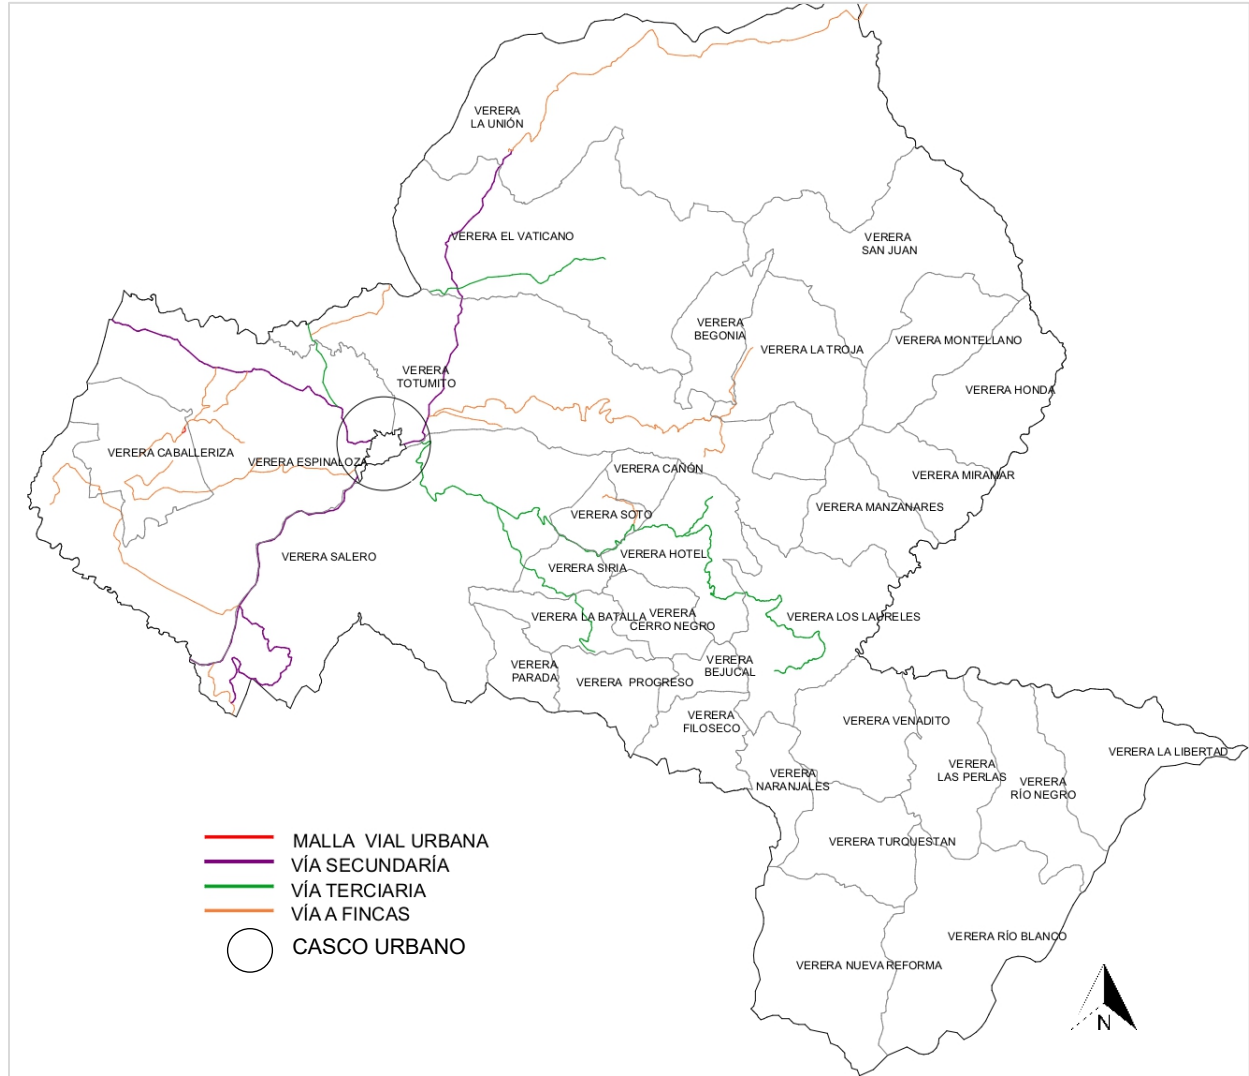 VERERA
LA UNIÓN
VERERA EL VATICANO
VERERA
SAN JUAN
VERERA
BEGONIA
VERERA LA TROJA
VERERA MONTELLANO
VERERA
TOTUMITO
VERERA HONDA
VERERA CABALLERIZA
VERERA ESPINALOZA
VERERA CAÑÓN
VERERA MIRAMAR
VERERA SOTO
VERERA MANZANARES
VERERA SALERO
VERERA HOTEL
VERERA SIRIA
VERERA LA BATALLA
VERERA
CERRO NEGRO
VERERA LOS LAURELES
VERERA
PARADA
VERERA PROGRESO
VERERA
BEJUCAL
VERERA
FILOSECO
VERERA VENADITO
VERERA LA LIBERTAD
VERERA
LAS PERLAS
VERERA
NARANJALES
VERERA
RÍO NEGRO
VERERA TURQUESTAN
VERERA RÍO BLANCO
VERERA NUEVA REFORMA
MALLA VIAL URBANA
VÍA SECUNDARÍA
VÍA TERCIARIA
VÍA A FINCAS
CASCO URBANO
N